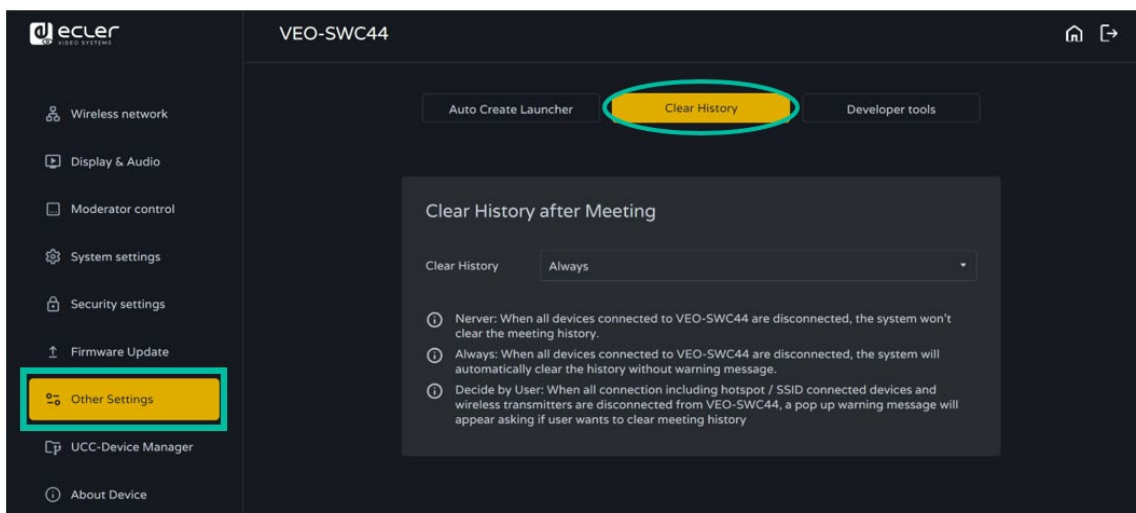 ecler
VIDEO SYSTEMS
VEO-SWC44
Wireless network
Display & Audio
Moderator control
System settings
Security settings
Firmware Update
Other Settings
UCC-Device Manager
About Device
Auto Create Launcher
Clear History
Developer tools
Clear History after Meeting
Clear History
Always
Nerver: When all devices connected to VEO-SWC44 are disconnected, the system won't
clear the meeting history.
Always: When all devices connected to VEO-SWC44 are disconnected, the system will
automatically clear the history without warning message.
Decide by User: When all connection including hotspot / SSID connected devices and
wireless transmitters are disconnected from VEO-SWC44, a pop up warning message will
appear asking if user wants to clear meeting history